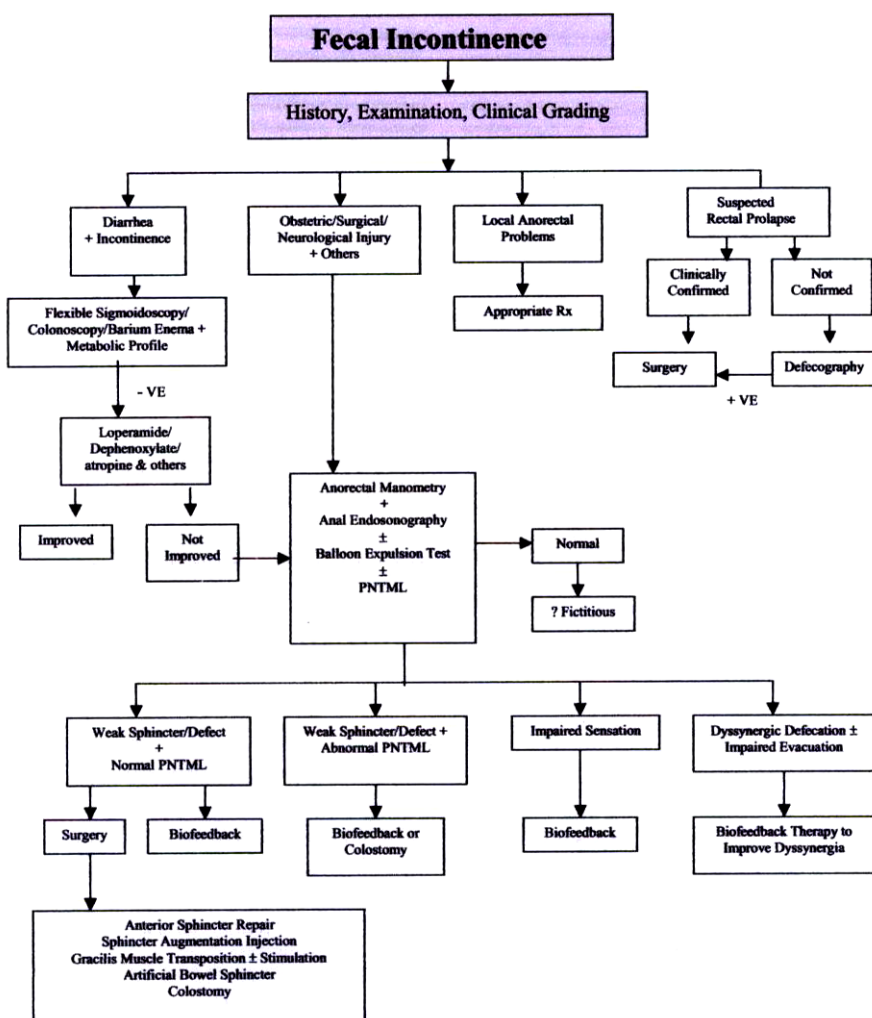 Fecal Incontinence
History, Examination, Clinical Grading
Diarrhea
+ Incontinence
Obstetric/Surgical/
Neurological Injury
+ Others
Local Anorectal
Problems
Suspected
Rectal Prolapse
Clinically
Confirmed
Not
Confirmed
Flexible Sigmoidoscopy/
Colonoscopy/Barium Enema +
Metabolic Profile
Appropriate Rx
Surgery
Defecography
+ VE
- VE
Loperamide/
Dephenoxylate/
atropine & others
Improved
Not
Improved
Anorectal Manometry
+
Anal Endosonography
±
Balloon Expulsion Test
±
PNTML
Normal
? Fictitious
Weak Sphincter/Defect
+
Normal PNTML
Weak Sphincter/Defect +
Abnormal PNTML
Impaired Sensation
Dyssynergic Defecation ±
Impaired Evacuation
Surgery
Biofeedback
Biofeedback or
Colostomy
Biofeedback
Biofeedback Therapy to
Improve Dyssynergia
Anterior Sphincter Repair
Sphincter Augmentation Injection
Gracilis Muscle Transposition ± Stimulation
Artificial Bowel Sphincter
Colostomy